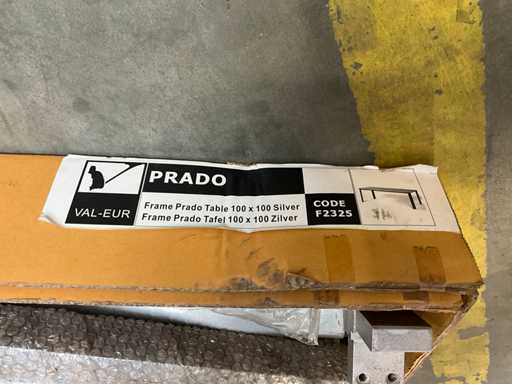 PRADO
VAL-EUR
Frame Prado Table 100 x 100 Silver
Frame Prado Tafel 100 x 100 Zilver
CODE
F2325